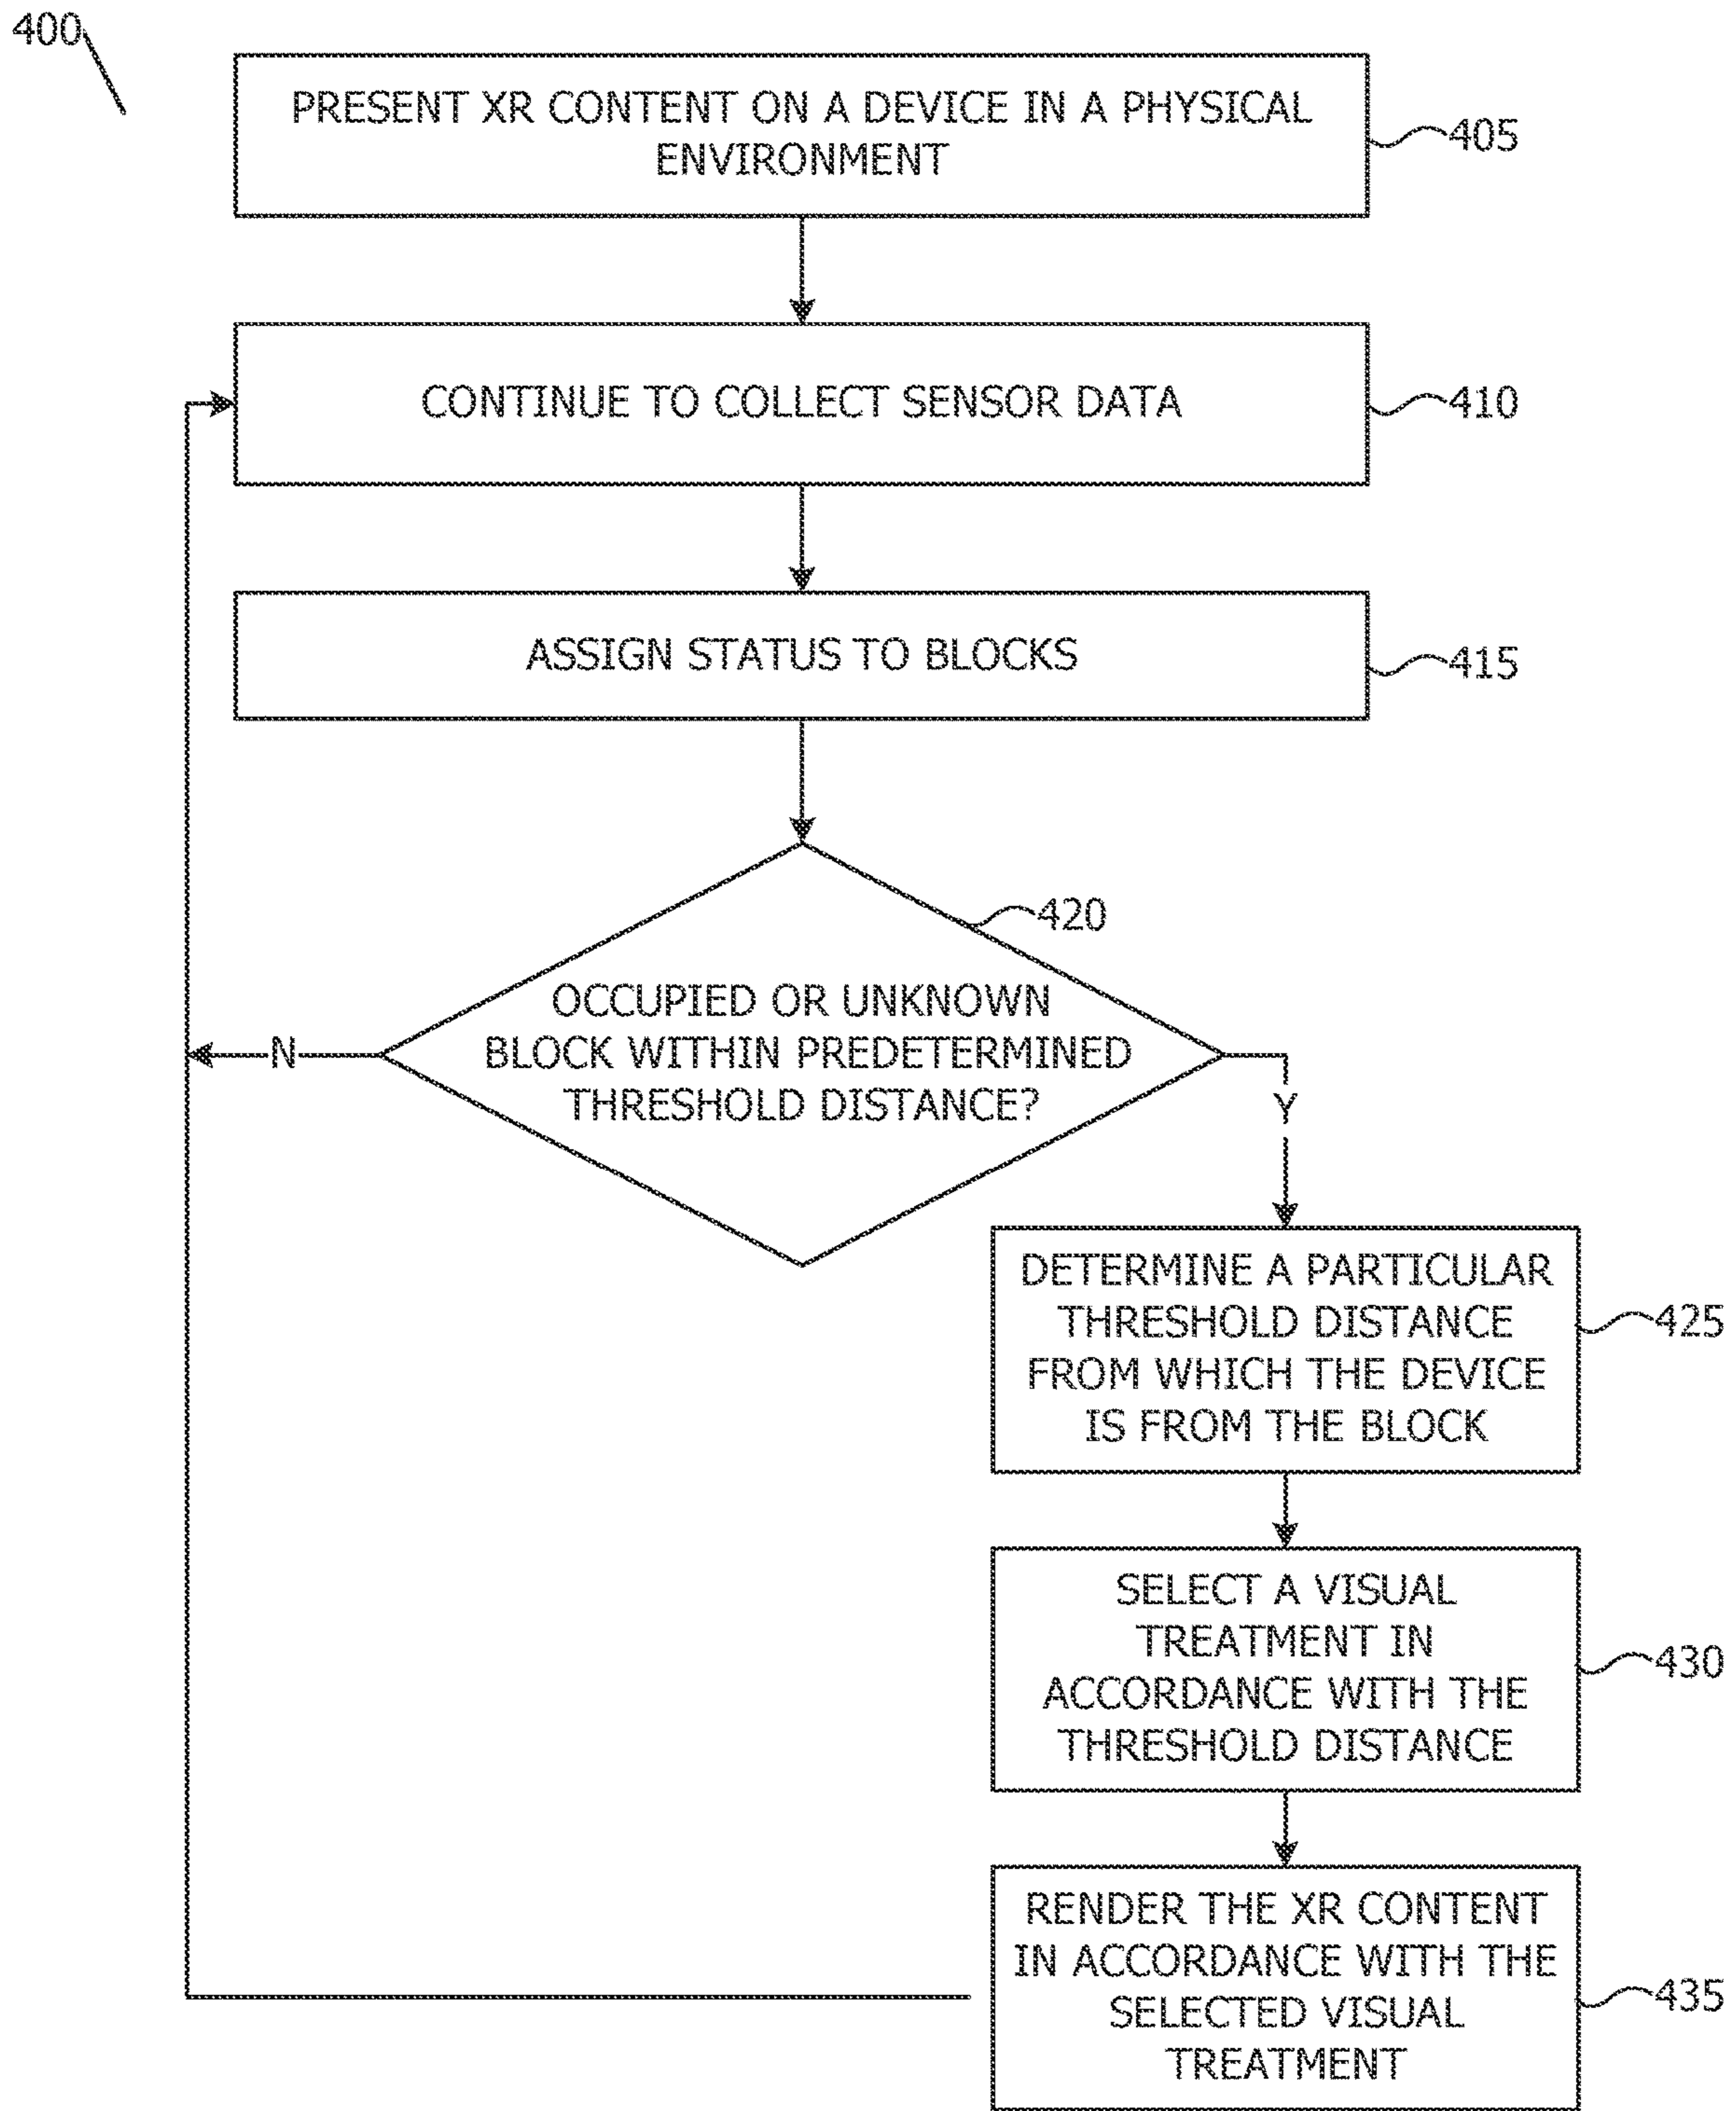 400
PRESENT XR CONTENT ON A DEVICE IN A PHYSICAL
ENVIRONMENT
405
CONTINUE TO COLLECT SENSOR DATA
410
ASSIGN STATUS TO BLOCKS
415
420
OCCUPIED OR UNKNOWN
BLOCK WITHIN PREDETERMINED
THRESHOLD DISTANCE?
N
Y
DETERMINE A PARTICULAR
THRESHOLD DISTANCE
FROM WHICH THE DEVICE
IS FROM THE BLOCK
425
SELECT A VISUAL
TREATMENT IN
ACCORDANCE WITH THE
THRESHOLD DISTANCE
430
RENDER THE XR CONTENT
IN ACCORDANCE WITH THE
SELECTED VISUAL
TREATMENT
435